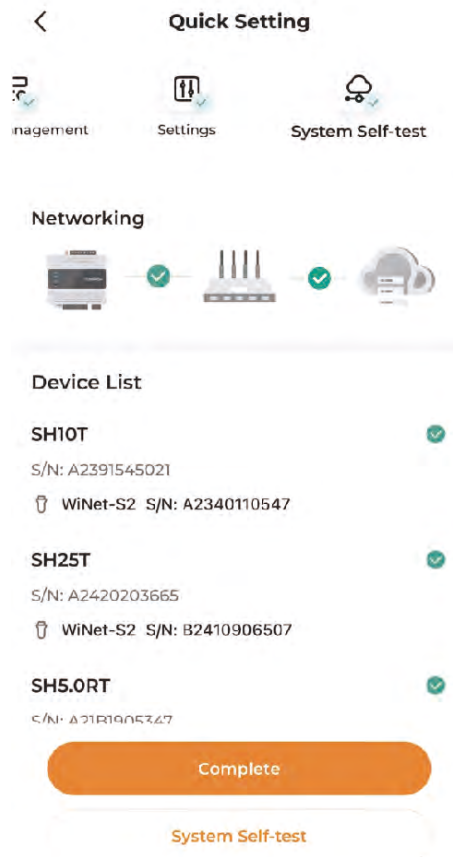 Quick Setting
nagement Settings System Self-test
Networking
Device List
SH10T
S/N: A2391545021
WiNet-S2 S/N: A2340110547
SH25T
S/N: A2420203665
WiNet-S2 S/N: B2410906507
SH5.0RT
S/N: A21B1905347
Complete
System Self-test